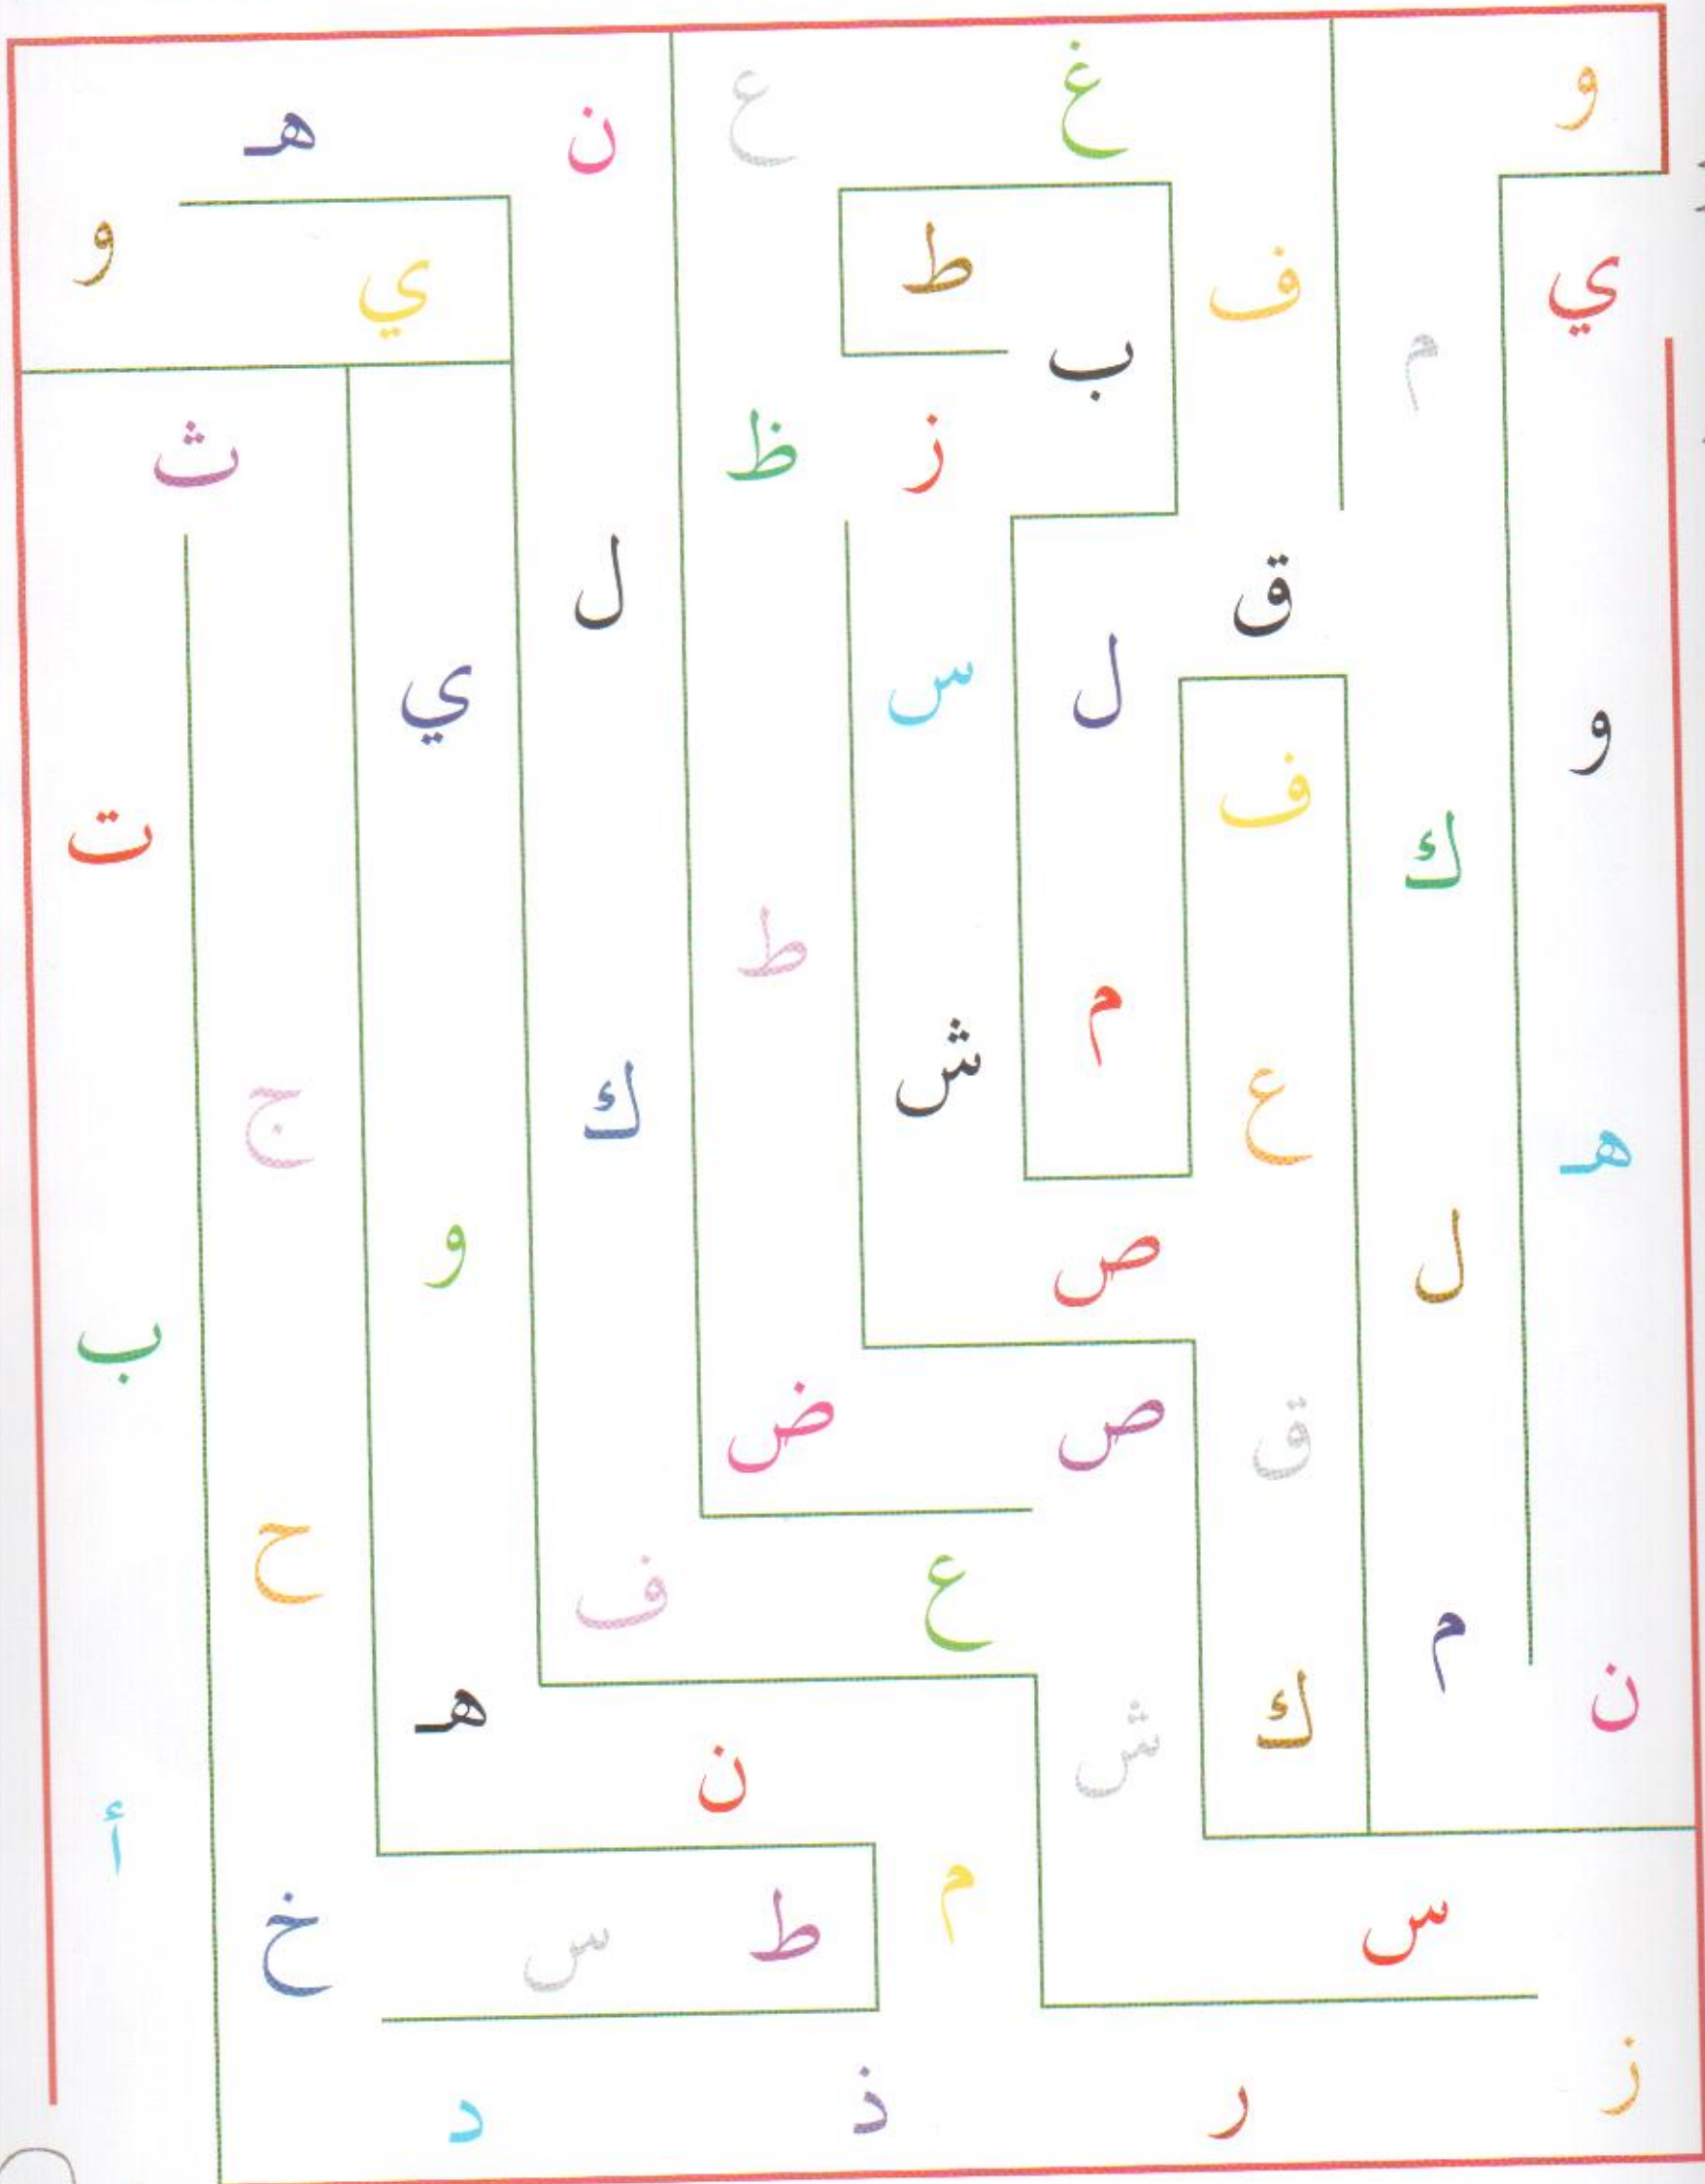 و غ ع ن هـ
ي ف ط ي و
م ب
ز ظ ث
ق ل
و ل س ي
ك ف ت
ط
هـ ع م ش ك ج
ل ص و
ب
ق ص ض
ع ف ح
ن م ك ش هـ
ن
م أ
س ط س خ
ز ر ذ د